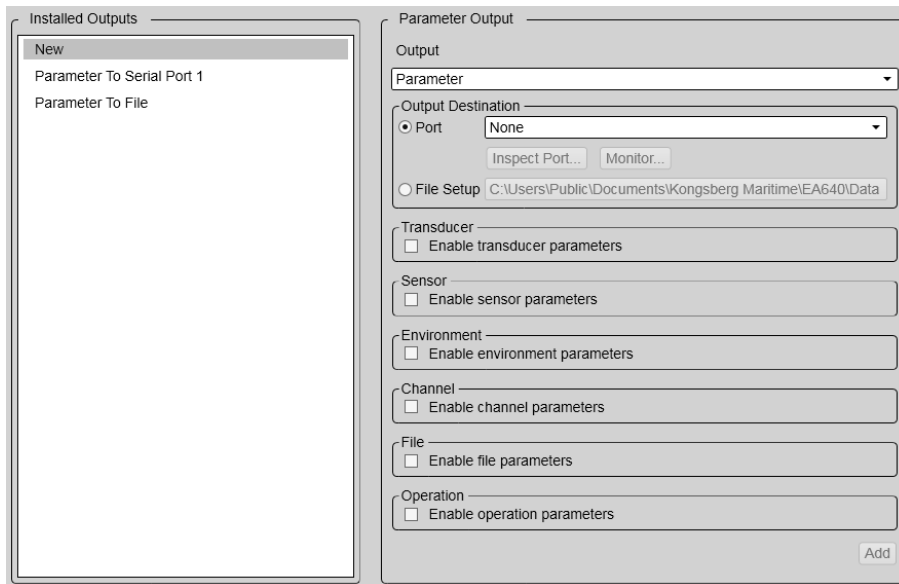 Installed Outputs
New
Parameter To Serial Port 1
Parameter To File
Parameter Output
Output
Parameter
Output Destination
Port
None
Inspect Port...
Monitor...
File Setup
C:\Users\Public\Documents\Kongsberg Maritime\EA640\Data
Transducer
Enable transducer parameters
Sensor
Enable sensor parameters
Environment
Enable environment parameters
Channel
Enable channel parameters
File
Enable file parameters
Operation
Enable operation parameters
Add